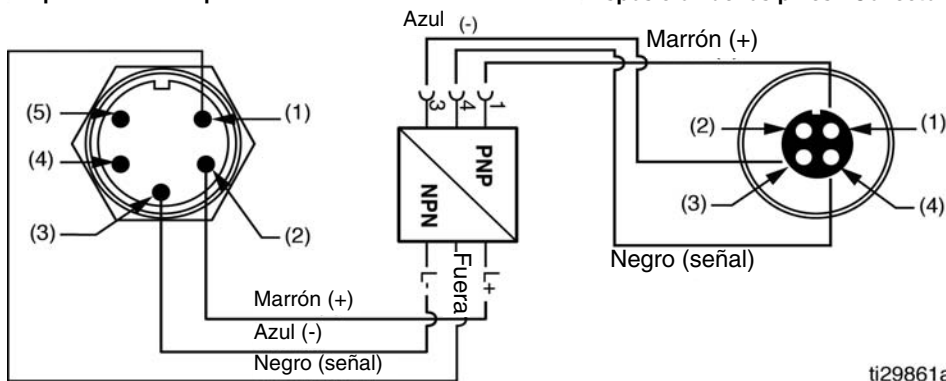 Azul (-)
Marrón (+)
(5)
(1)
(4)
(3)
(2)
3
4
1
PNP
NPN
L-
Fuera
L+
(2)
(1)
(3)
(4)
Negro (señal)
Marrón (+)
Azul (-)
Negro (señal)
ti29861a